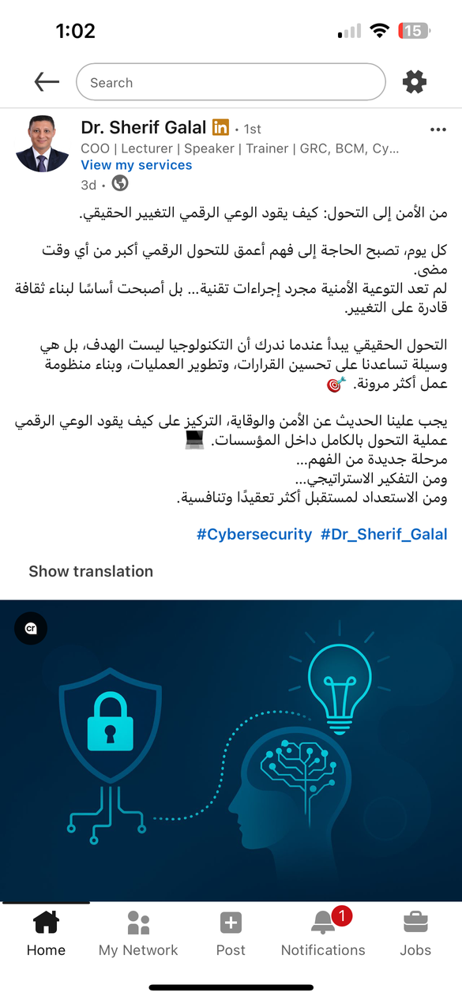 1:02
15
Search
Dr. Sherif Galal in • 1st
COO | Lecturer | Speaker | Trainer | GRC, BCM, Cy...
View my services
3d •
من الأمن إلى التحول: كيف يقود الوعي الرقمي التغيير الحقيقي.
كل يوم، تصبح الحاجة إلى فهم أعمق للتحول الرقمي أكبر من أي وقت
مضى.
لم تعد التوعية الأمنية مجرد إجراءات تقنية... بل أصبحت أساسًا لبناء ثقافة
قادرة على التغيير.
التحول الحقيقي يبدأ عندما ندرك أن التكنولوجيا ليست الهدف، بل هي
وسيلة تساعدنا على تحسين القرارات، وتطوير العمليات، وبناء منظومة
عمل أكثر مرونة. 🎯
يجب علينا الحديث عن الأمن والوقاية، التركيز على كيف يقود الوعي الرقمي
عملية التحول بالكامل داخل المؤسسات. 💻
مرحلة جديدة من الفهم...
ومن التفكير الاستراتيجي...
ومن الاستعداد لمستقبل أكثر تعقيدًا وتنافسية.
#Cybersecurity #Dr_Sherif_Galal
Show translation
cr
1
Home
My Network
Post
Notifications
Jobs